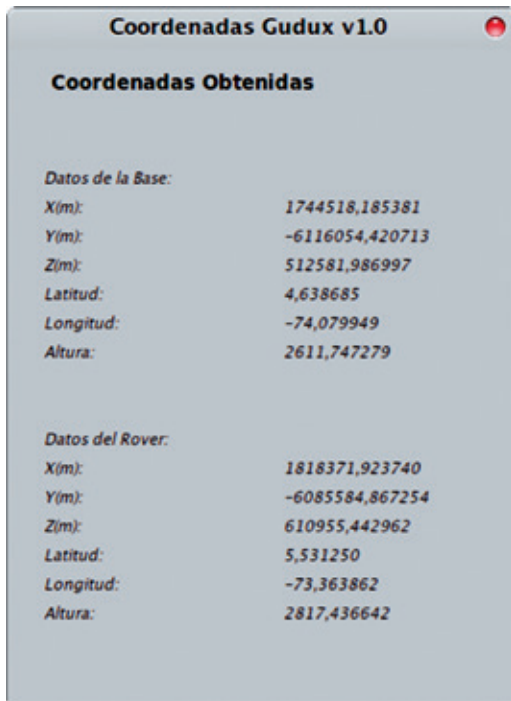 Coordenadas Gudux v1.0
Coordenadas Obtenidas
Datos de la Base:
X(m): 1744518,185381
Y(m): -6116054,420713
Z(m): 512581,986997
Latitud: 4,638685
Longitud: -74,079949
Altura: 2611,747279
Datos del Rover:
X(m): 1818371,923740
Y(m): -6085584,867254
Z(m): 610955,442962
Latitud: 5,531250
Longitud: -73,363862
Altura: 2817,436642